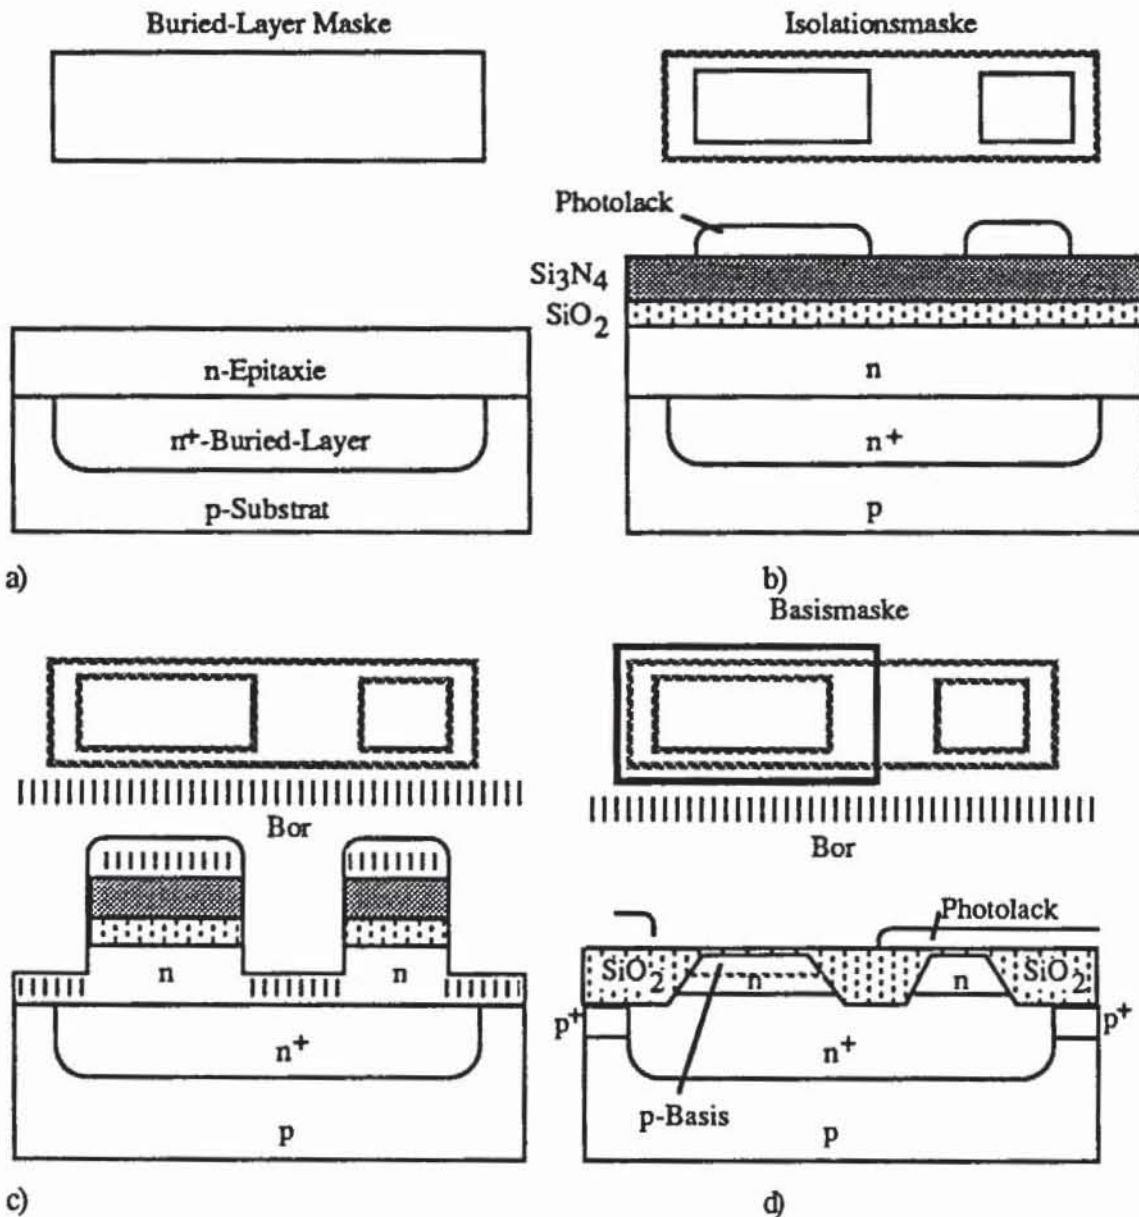 Buried-Layer Maske
n-Epitaxie
n+-Buried-Layer
p-Substrat
a)
Isolationsmaske
Photolack
Si3N4
SiO2
n
n+
p
b)
Bor
n n
n+
p
c)
Basismaske
Bor
Photolack
SiO2 n n SiO2
p+ p+
n+
p-Basis
p
d)